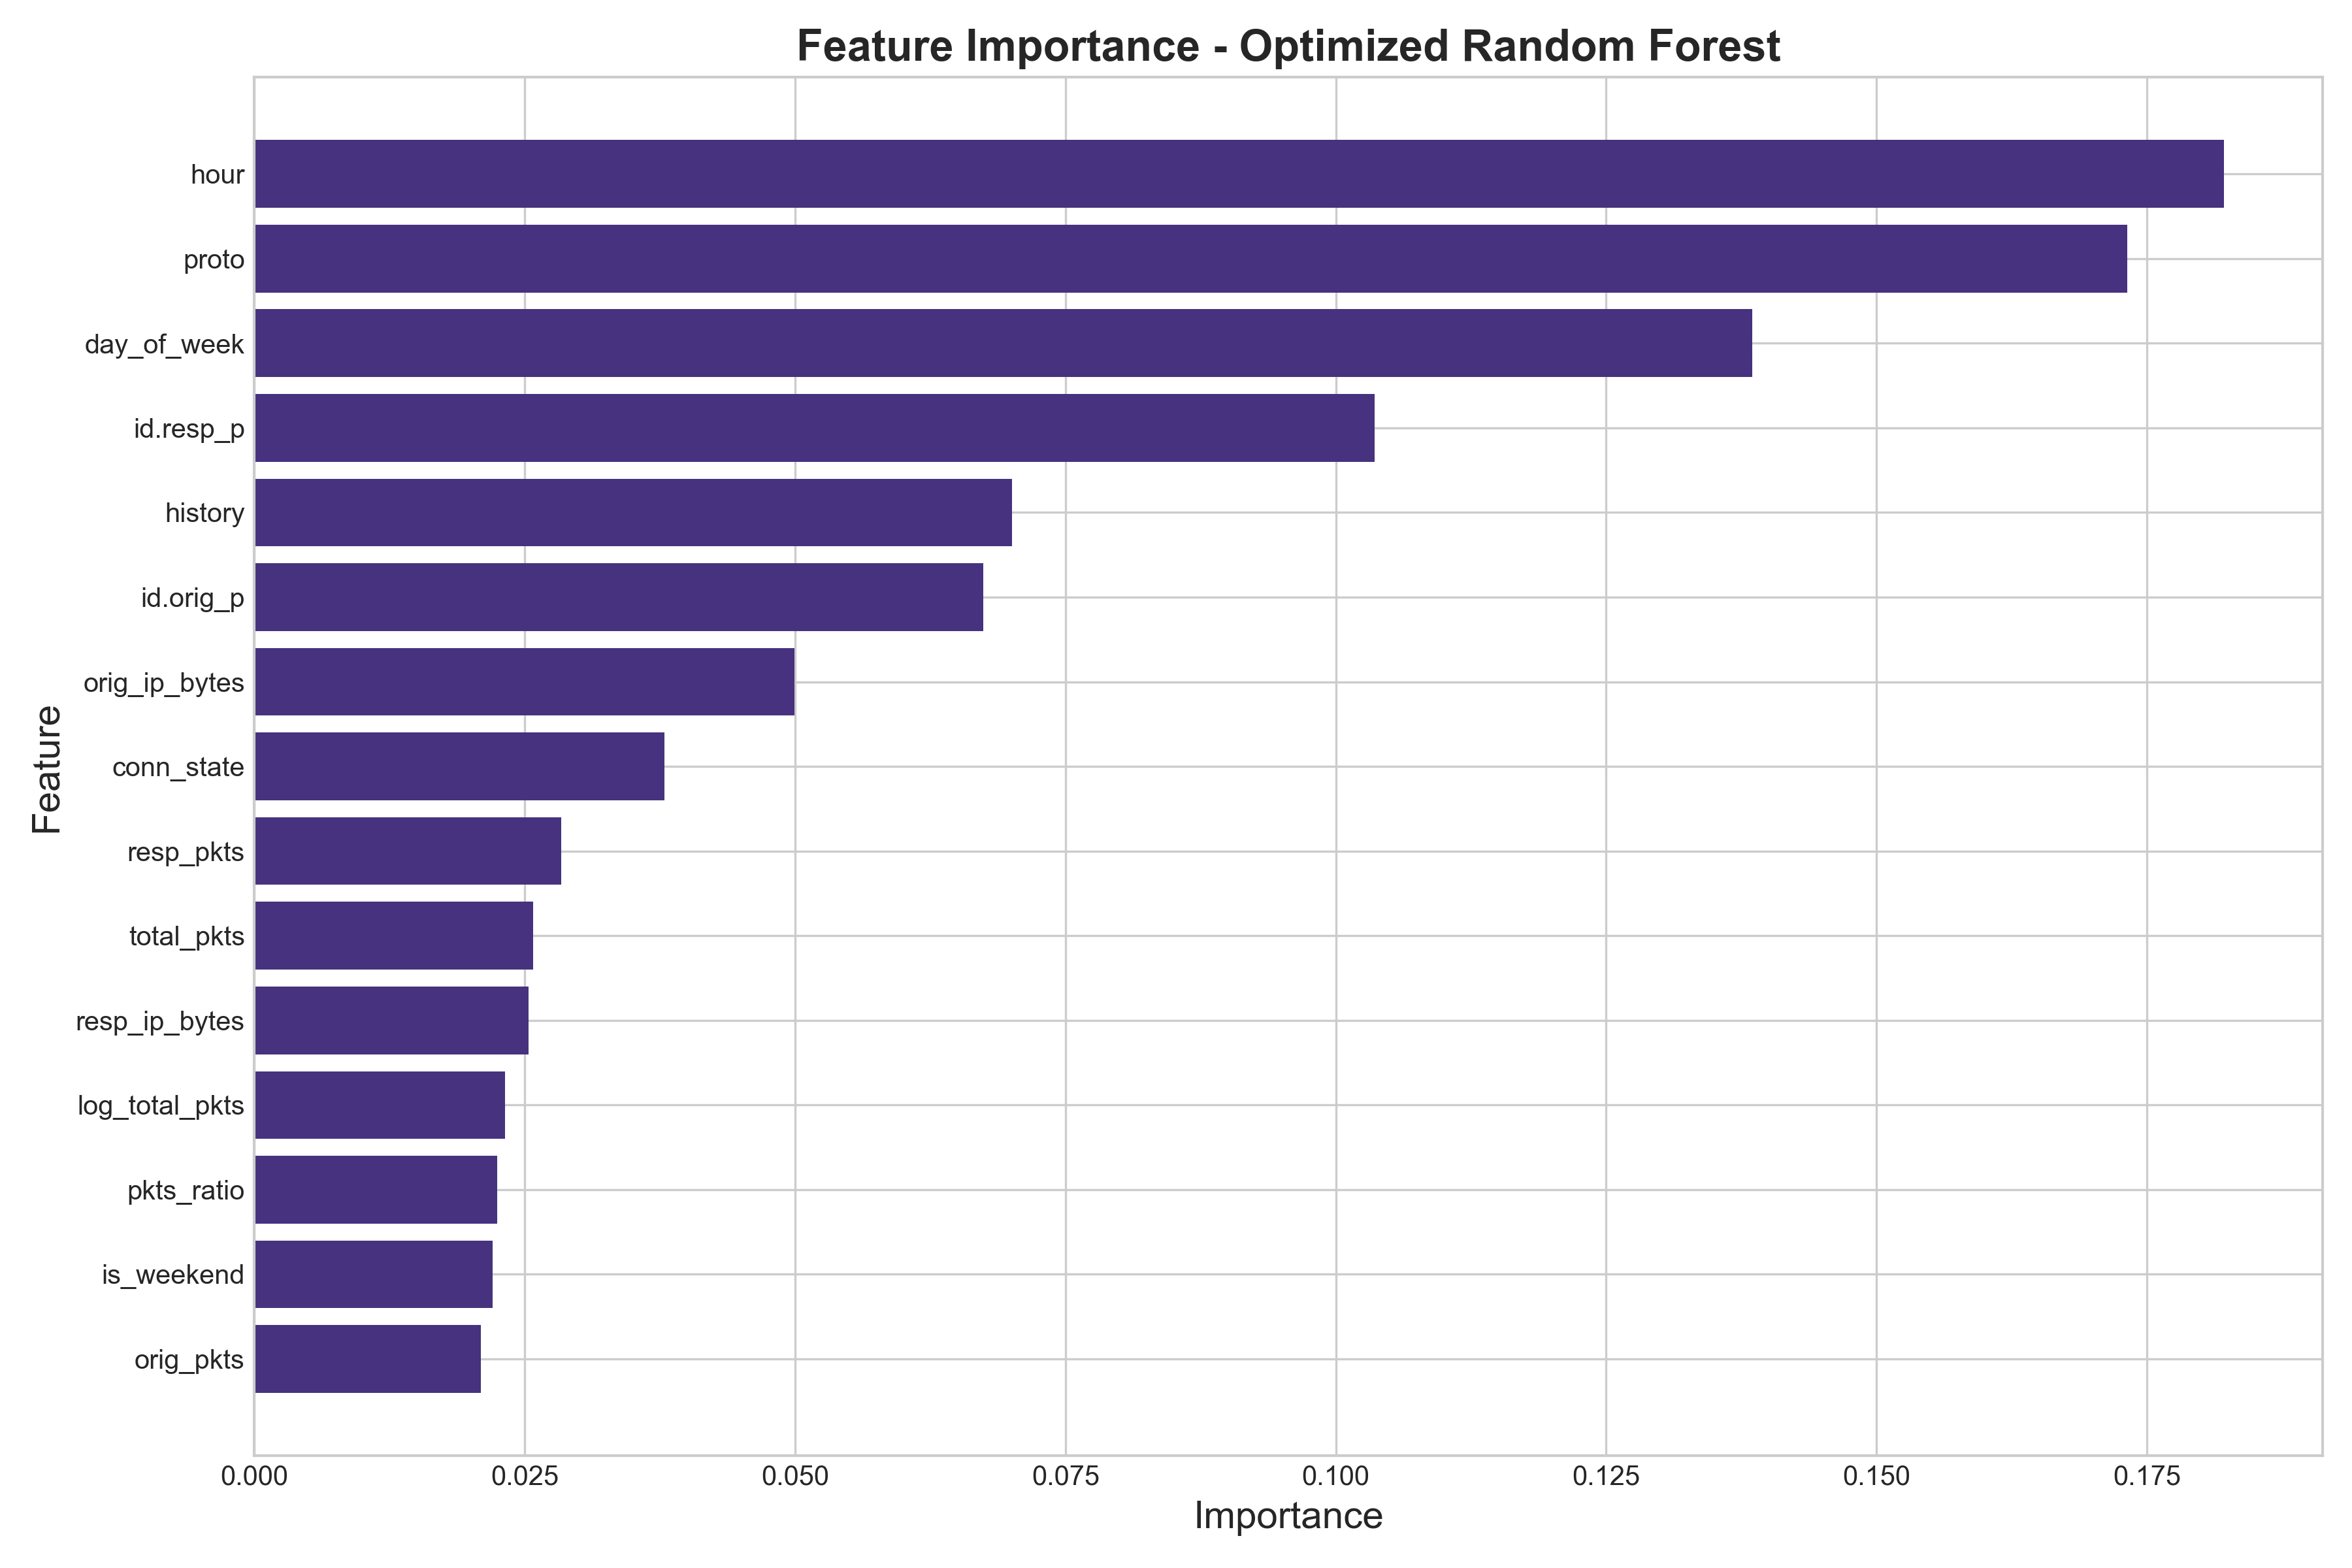 Feature Importance - Optimized Random Forest
hour
proto
day_of_week
id.resp_p
history
id.orig_p
orig_ip_bytes
conn_state
resp_pkts
total_pkts
resp_ip_bytes
log_total_pkts
pkts_ratio
is_weekend
orig_pkts
Feature
0.000 0.025 0.050 0.075 0.100 0.125 0.150 0.175
Importance